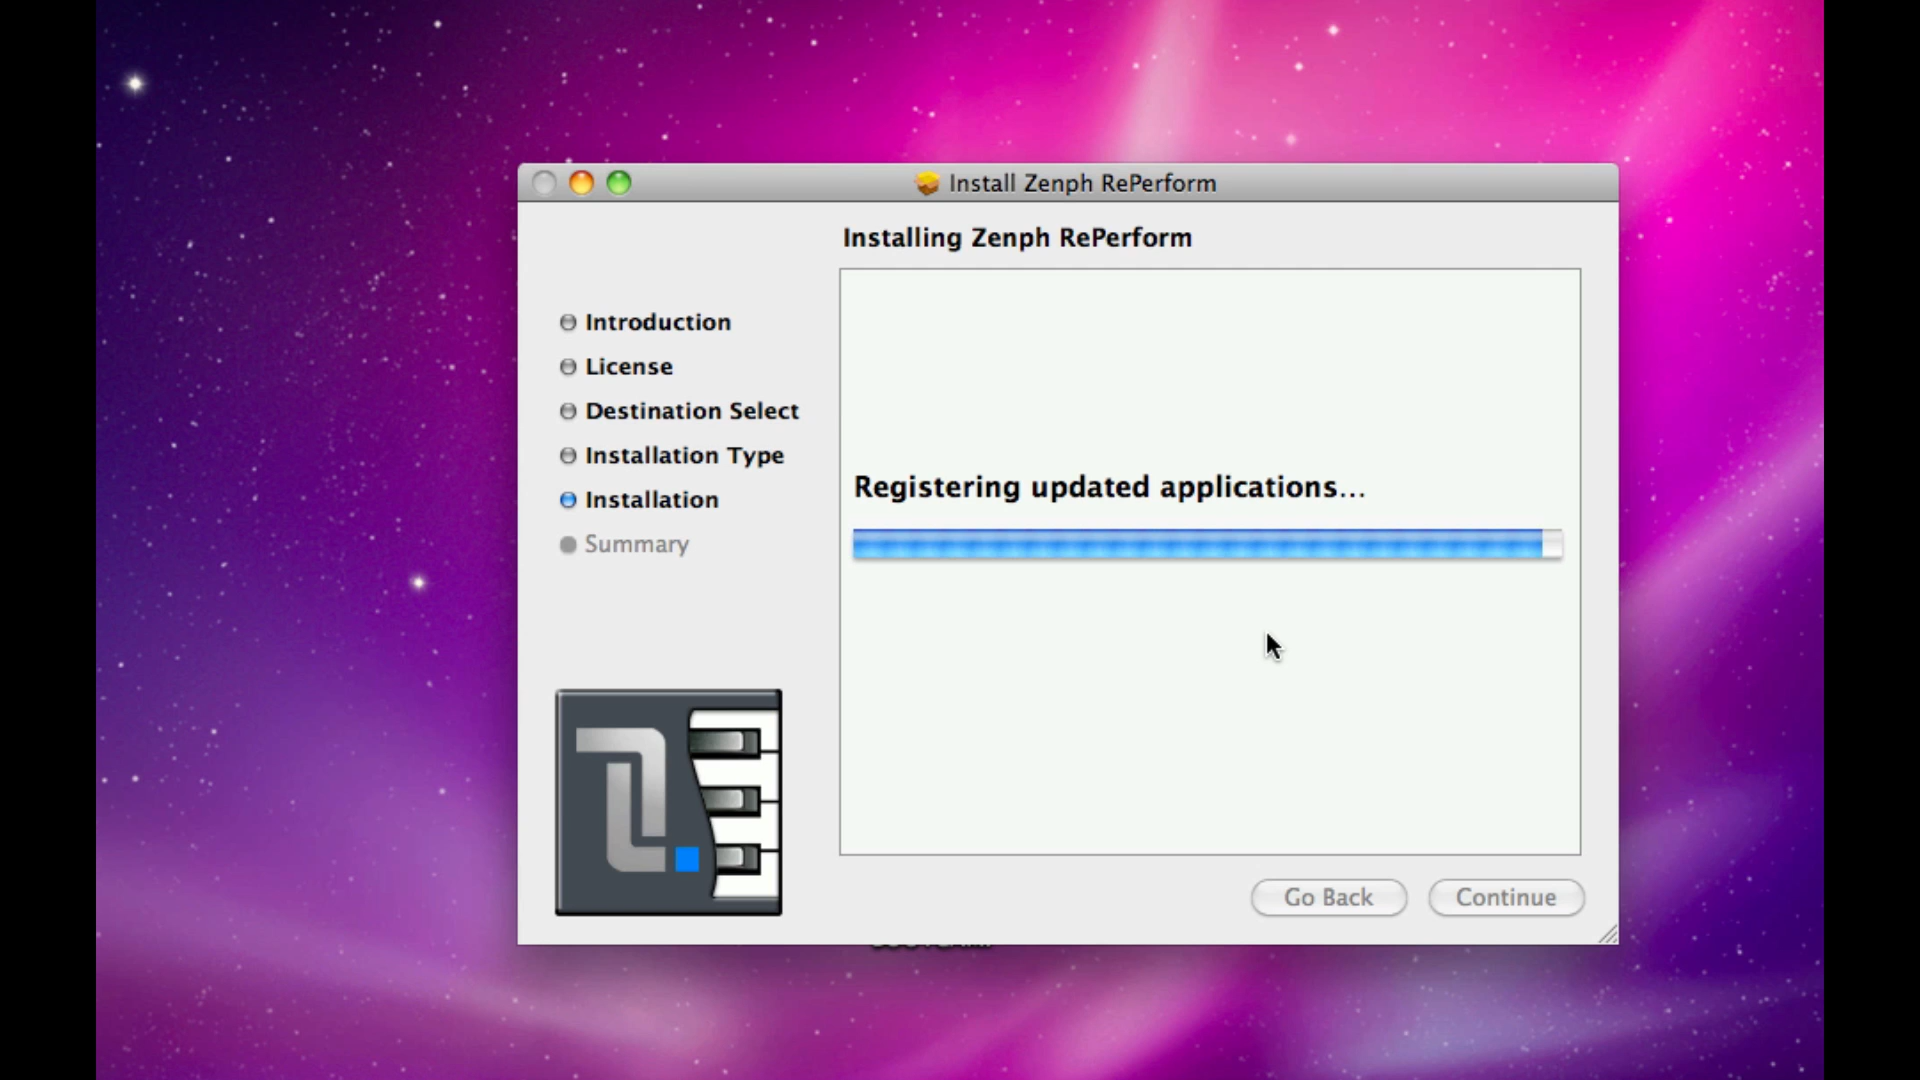 Install Zenph RePerform
Installing Zenph RePerform
Introduction
License
Destination Select
Installation Type
Installation
Summary
Registering updated applications...
Go Back
Continue